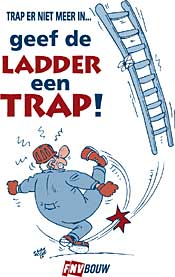 TRAP ER NIET MEER IN...
geef de
LADDER
een
TRAP!
FNV BOUW